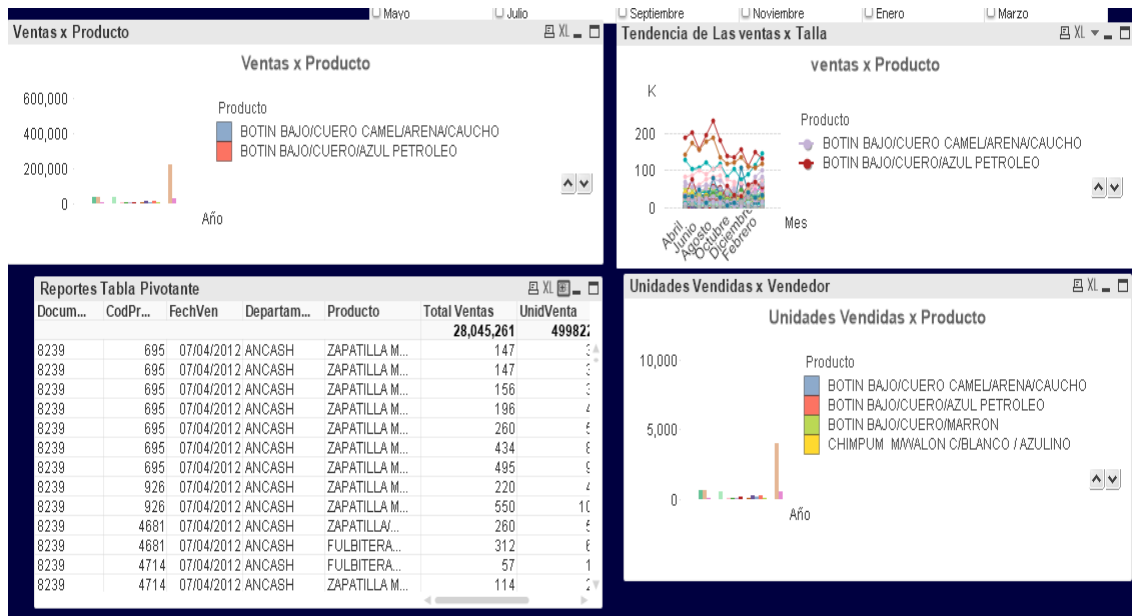 Mayo Julio Septiembre Noviembre Enero Marzo
Ventas x Producto XL
Ventas x Producto
600,000
400,000
200,000
0
Producto
BOTIN BAJO/CUERO CAMEL/ARENA/CAUCHO
BOTIN BAJO/CUERO/AZUL PETROLEO
Año
Tendencia de Las ventas x Talla XL
ventas x Producto
K
200
100
0
Producto
BOTIN BAJO/CUERO CAMEL/ARENA/CAUCHO
BOTIN BAJO/CUERO/AZUL PETROLEO
Abril
Junio
Agosto
Octubre
Diciembre
Febrero
Mes
Reportes Tabla Pivotante XL
Docum... CodPr... FechVen Departam... Producto Total Ventas UnidVenta
28,045,261 499822
8239 695 07/04/2012 ANCASH ZAPATILLA M... 147
8239 695 07/04/2012 ANCASH ZAPATILLA M... 147
8239 695 07/04/2012 ANCASH ZAPATILLA M... 156
8239 695 07/04/2012 ANCASH ZAPATILLA M... 196
8239 695 07/04/2012 ANCASH ZAPATILLA M... 260
8239 695 07/04/2012 ANCASH ZAPATILLA M... 434
8239 695 07/04/2012 ANCASH ZAPATILLA M... 495
8239 926 07/04/2012 ANCASH ZAPATILLA M... 220
8239 926 07/04/2012 ANCASH ZAPATILLA M... 550 10
8239 4681 07/04/2012 ANCASH ZAPATILLA/... 260
8239 4681 07/04/2012 ANCASH FULBITERA... 312
8239 4714 07/04/2012 ANCASH FULBITERA... 57
8239 4714 07/04/2012 ANCASH ZAPATILLA M... 114
Unidades Vendidas x Vendedor XL
Unidades Vendidas x Producto
10,000
5,000
0
Producto
BOTIN BAJO/CUERO CAMEL/ARENA/CAUCHO
BOTIN BAJO/CUERO/AZUL PETROLEO
BOTIN BAJO/CUERO/MARRON
CHIMPUM M/WALON C/BLANCO / AZULINO
Año